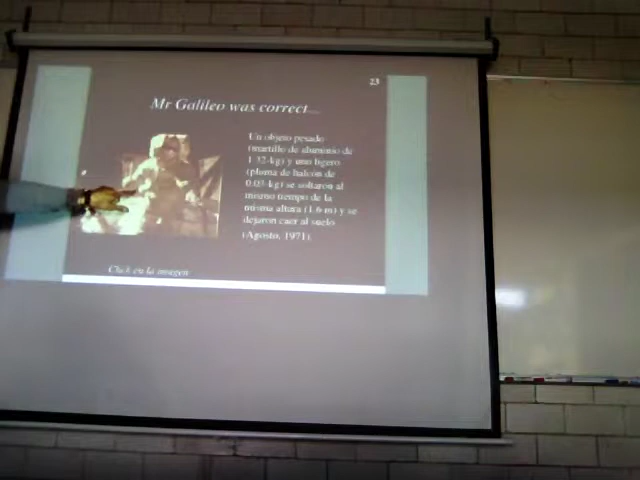 23
Mr Galileo was correct...
Un objeto pesado
(martillo de aluminio de
1.32-kg) y uno ligero
(pluma de halcón de
0.03-kg) se soltaron al
mismo tiempo de la
misma altura (1.6 m) y se
dejaron caer al suelo
(Agosto, 1971).
Click en la imagen